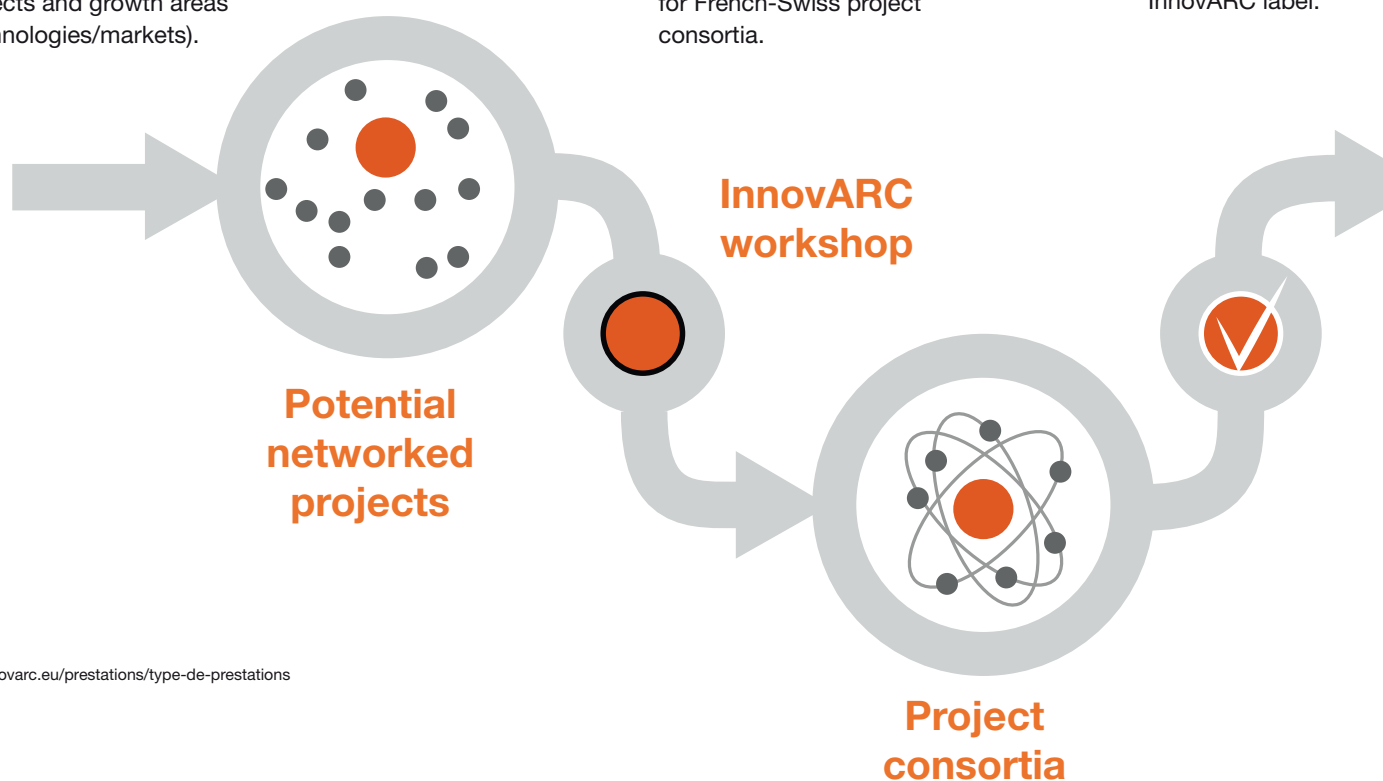 ects and growth areas
nologies/markets).
for French-Swiss project
consortia.
InnovARC label.
InnovARC
workshop
Potential
networked
projects
ovarc.eu/prestations/type-de-prestations
Project
consortia